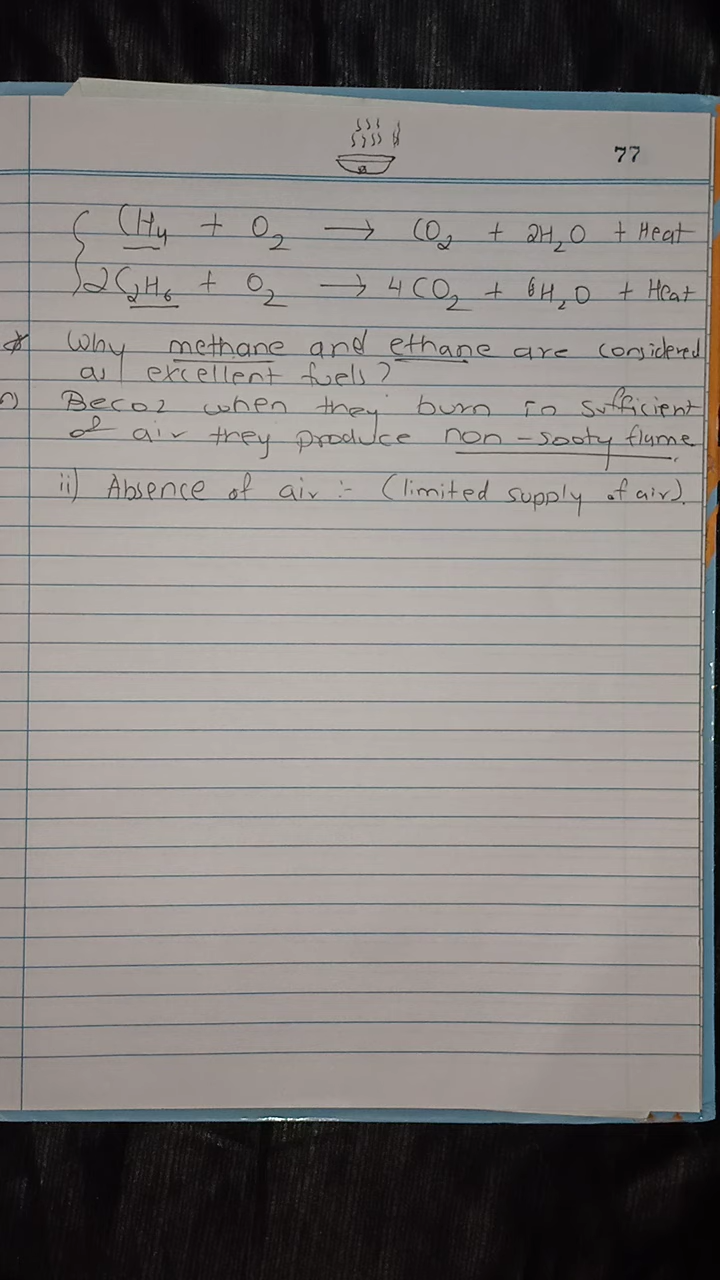 77
CH₄ + O₂ → CO₂ + 2H₂O + Heat
2C₂H₆ + O₂ → 4CO₂ + 6H₂O + Heat
* Why methane and ethane are considered
as excellent fuels?
Becoz when they burn in sufficient
of air they produce non-sooty flame.
ii) Absence of air :- (limited supply of air).